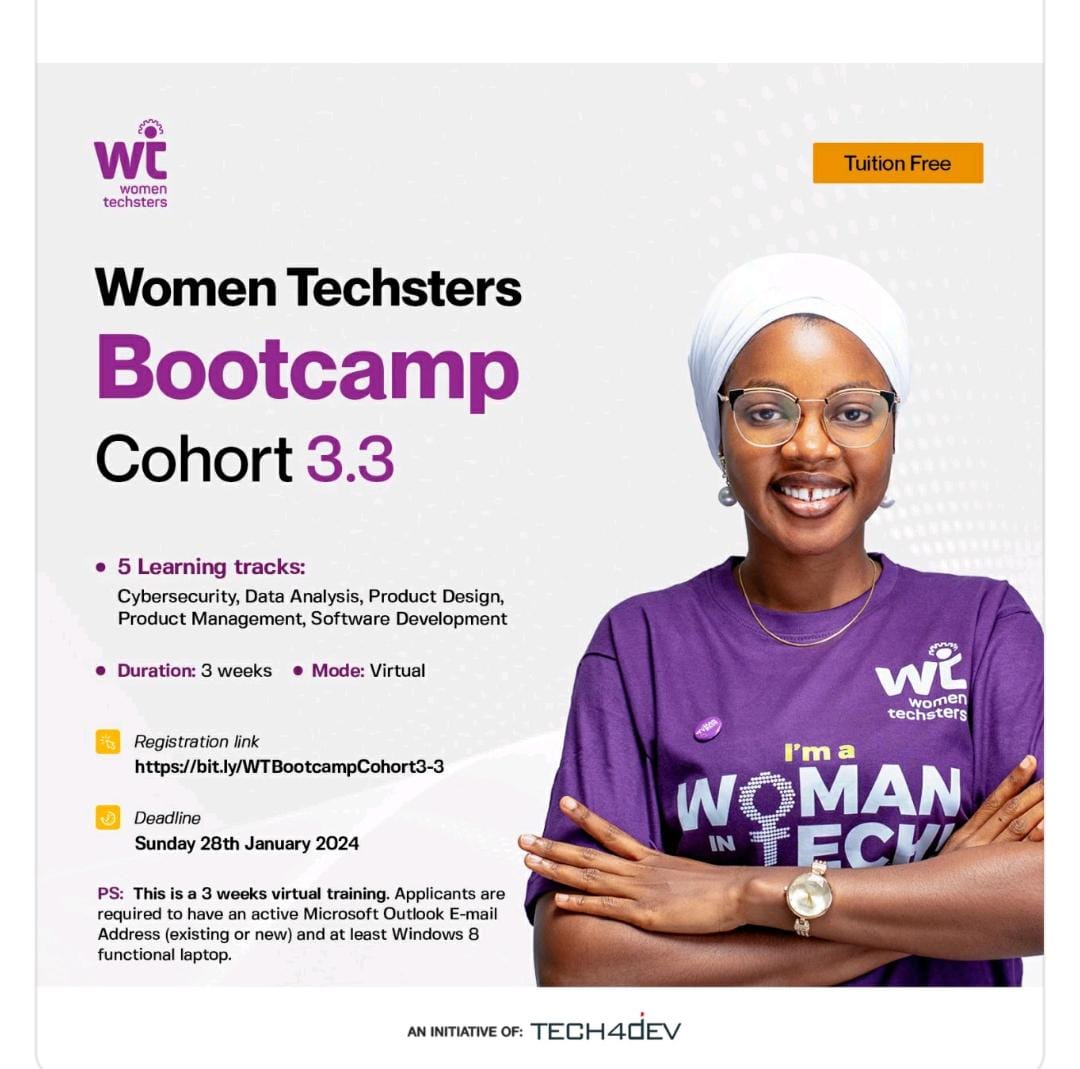 wt
women
techsters
Tuition Free
Women Techsters
Bootcamp
Cohort 3.3
• 5 Learning tracks:
Cybersecurity, Data Analysis, Product Design,
Product Management, Software Development
• Duration: 3 weeks • Mode: Virtual
Registration link
https://bit.ly/WTBootcampCohort3-3
Deadline
Sunday 28th January 2024
PS: This is a 3 weeks virtual training. Applicants are
required to have an active Microsoft Outlook E-mail
Address (existing or new) and at least Windows 8
functional laptop.
wt
women
techsters
I'm a
WOMAN
IN TECH!
AN INITIATIVE OF: TECH4DEV